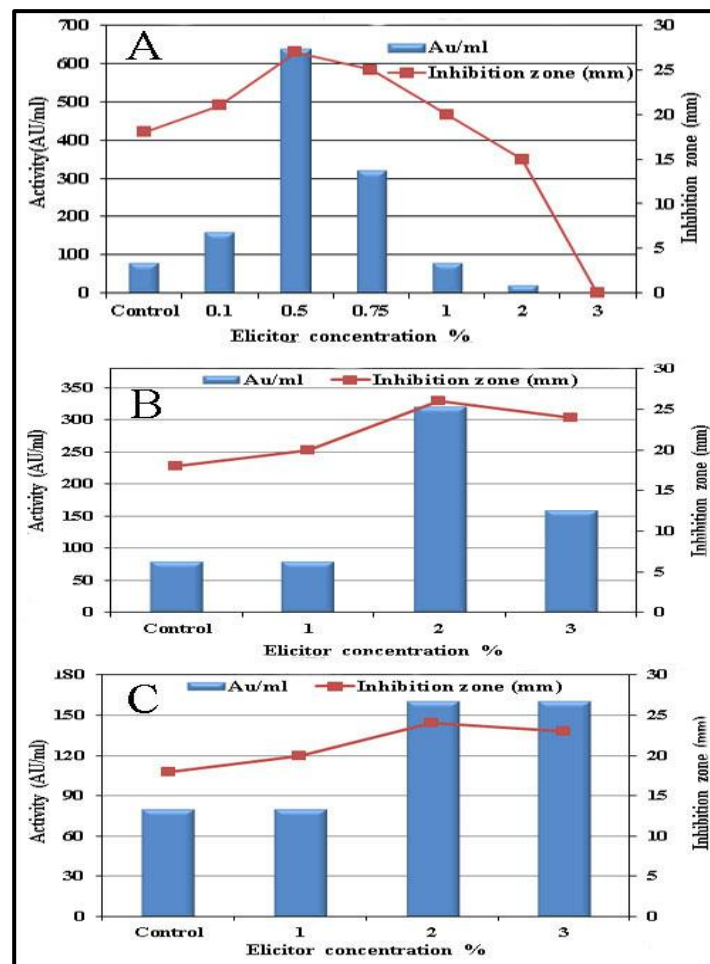 A
Au/ml
Inhibition zone (mm)
Activity(AU/ml)
Inhibition zone (mm)
700
600
500
400
300
200
100
0
30
25
20
15
10
5
0
Control 0.1 0.5 0.75 1 2 3
Elicitor concentration %
B
Au/ml Inhibition zone (mm)
Activity (AU/ml)
Inhibition zone (mm)
350
300
250
200
150
100
50
0
30
25
20
15
10
5
0
Control 1 2 3
Elicitor concentration %
C
Au/ml Inhibition zone (mm)
Activity (AU/ml)
Inhibition zone (mm)
180
150
120
90
60
30
0
30
25
20
15
10
5
0
Control 1 2 3
Elicitor concentration %